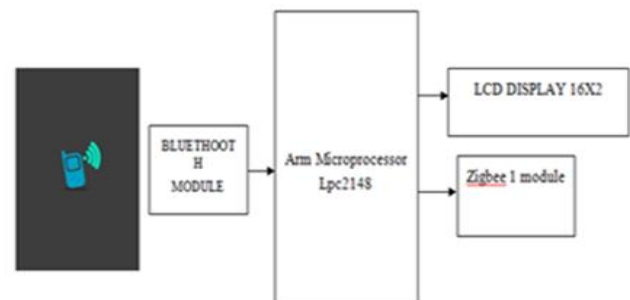 BLUETHOOT
H
MODULE
Arm Microprocessor
Lpc2148
LCD DISPLAY 16X2
Zigbee 1 module